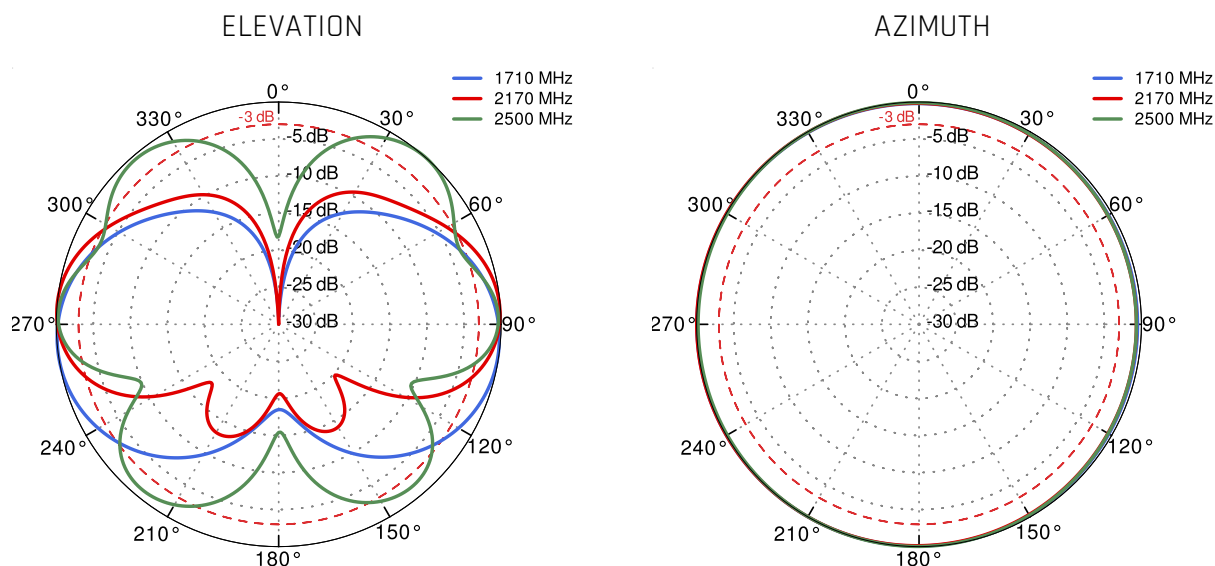 ELEVATION
1710 MHz
2170 MHz
2500 MHz
0°
330°
30°
-3 dB
-5 dB
-10 dB
300°
60°
-15 dB
-20 dB
-25 dB
270°
-30 dB
90°
240°
120°
210°
150°
180°
AZIMUTH
1710 MHz
2170 MHz
2500 MHz
0°
330°
30°
-3 dB
-5 dB
-10 dB
300°
60°
-15 dB
-20 dB
-25 dB
270°
-30 dB
90°
240°
120°
210°
150°
180°